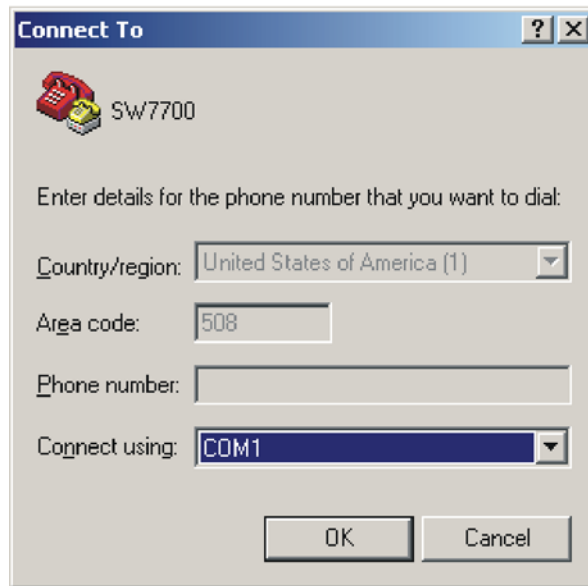 Connect To
SW7700
Enter details for the phone number that you want to dial:
Country/region: United States of America (1)
Area code: 508
Phone number:
Connect using: COM1
OK Cancel